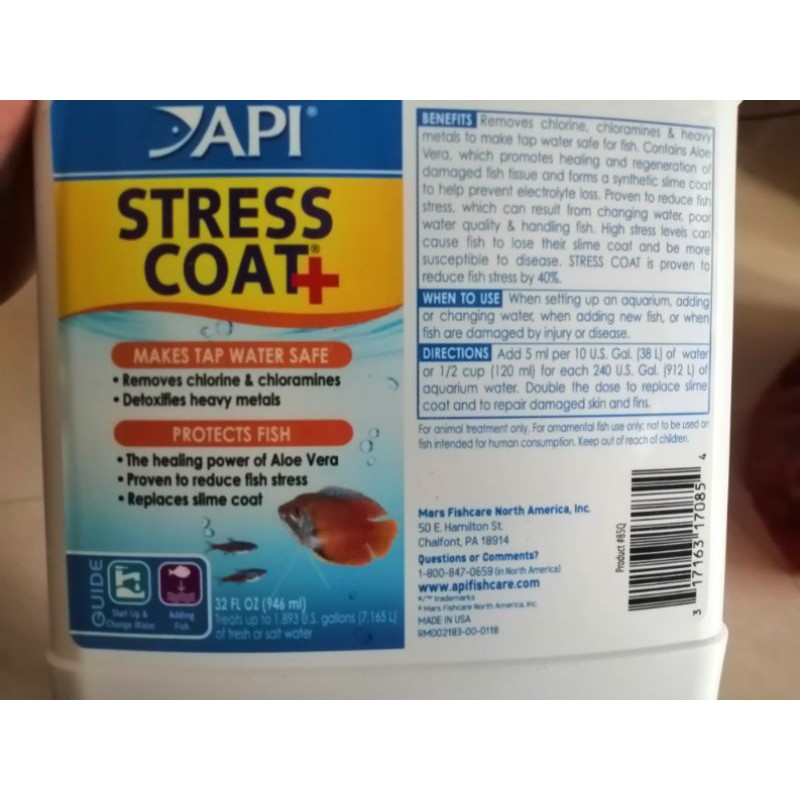 API®
STRESS
COAT®+
MAKES TAP WATER SAFE
• Removes chlorine & chloramines
• Detoxifies heavy metals
PROTECTS FISH
• The healing power of Aloe Vera
• Proven to reduce fish stress
• Replaces slime coat
GUIDE
Start Up &
Change Water
Adding
Fish
32 FL OZ (946 ml)
Treats up to 1,893 U.S. gallons (7,165 L)
of fresh or salt water
BENEFITS Removes chlorine, chloramines & heavy
metals to make tap water safe for fish. Contains Aloe
Vera, which promotes healing and regeneration of
damaged fish tissue and forms a synthetic slime coat
to help prevent electrolyte loss. Proven to reduce fish
stress, which can result from changing water, poor
water quality & handling fish. High stress levels can
cause fish to lose their slime coat and be more
susceptible to disease. STRESS COAT is proven to
reduce fish stress by 40%.
WHEN TO USE When setting up an aquarium, adding
or changing water, when adding new fish, or when
fish are damaged by injury or disease.
DIRECTIONS Add 5 ml per 10 U.S. Gal. (38 L) of water
or 1/2 cup (120 ml) for each 240 U.S. Gal. (912 L) of
aquarium water. Double the dose to replace slime
coat and to repair damaged skin and fins.
For animal treatment only. For ornamental fish use only; not to be used on
fish intended for human consumption. Keep out of reach of children.
Mars Fishcare North America, Inc.
50 E. Hamilton St.
Chalfont, PA 18914
Questions or Comments?
1-800-847-0659 (in North America)
www.apifishcare.com
®/™ trademarks
® Mars Fishcare North America, Inc.
MADE IN USA
RM002183-00-0118
Product #85Q
3 17163 17085 4